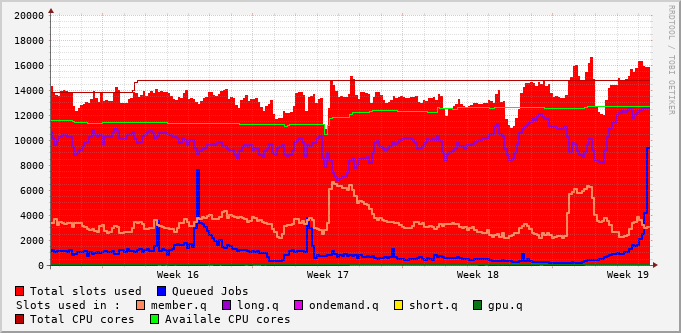 20000
18000
16000
14000
12000
10000
8000
6000
4000
2000
0
Week 16 Week 17 Week 18 Week 19
RRDTOOL / TOBI OETIKER
Total slots used Queued Jobs
Slots used in : member.q long.q ondemand.q short.q gpu.q
Total CPU cores Availale CPU cores